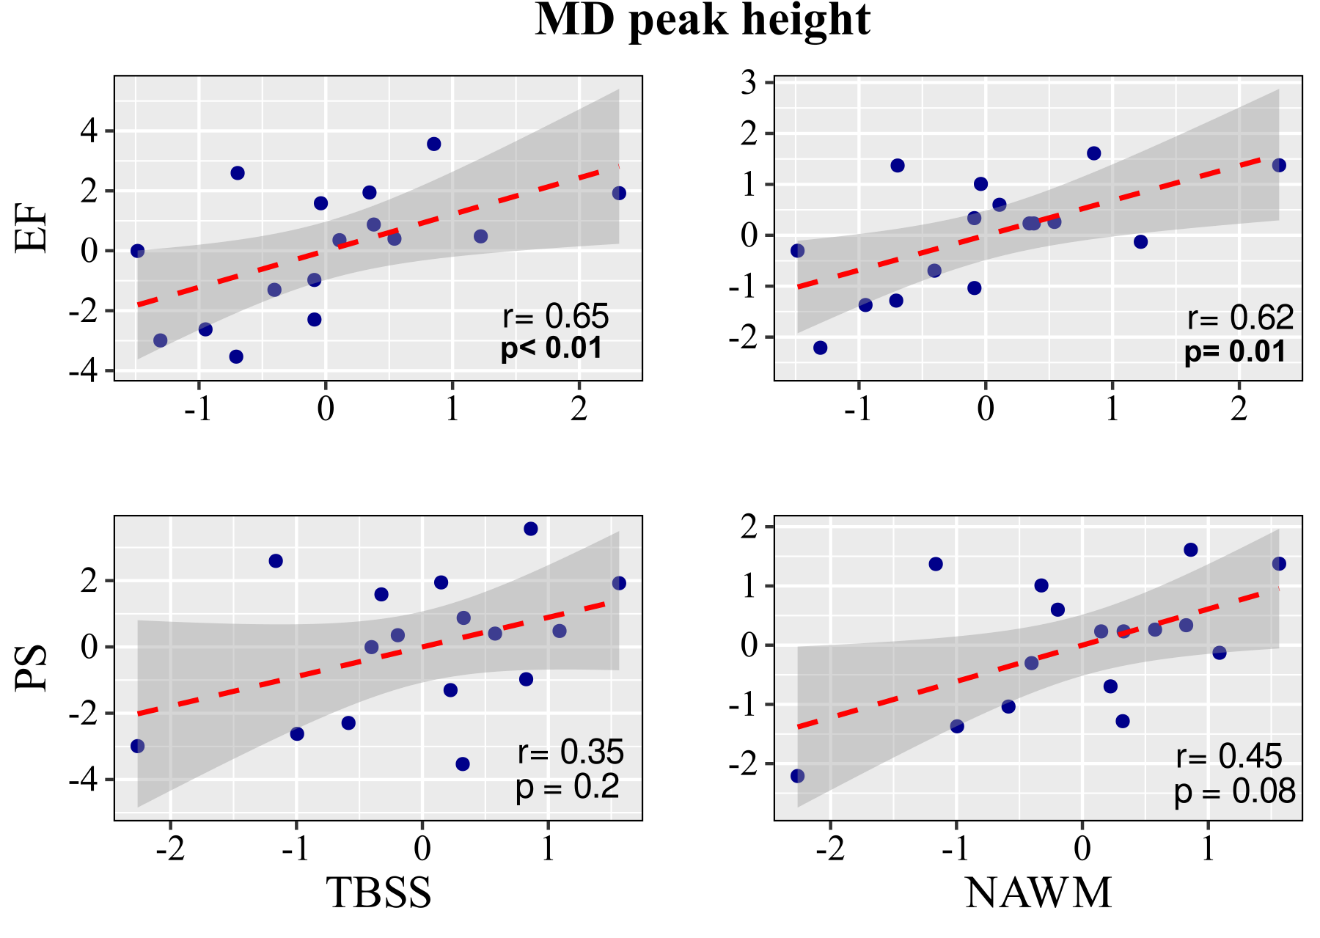 MD peak height
EF
4
2
0
-2
-4
-1
0
1
2
r= 0.65
p< 0.01
3
2
1
0
-1
-2
-1
0
1
2
r= 0.62
p= 0.01
PS
2
0
-2
-4
-2
-1
0
1
r= 0.35
p = 0.2
TBSS
2
1
0
-1
-2
-2
-1
0
1
r= 0.45
p = 0.08
NAWM